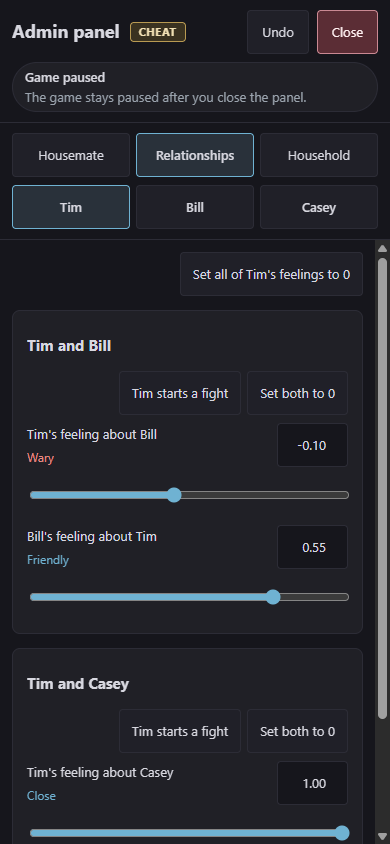 Admin panel CHEAT Undo Close
Game paused
The game stays paused after you close the panel.
Housemate Relationships Household
Tim Bill Casey
Set all of Tim's feelings to 0
Tim and Bill
Tim starts a fight Set both to 0
Tim's feeling about Bill -0.10
Wary
Bill's feeling about Tim 0.55
Friendly
Tim and Casey
Tim starts a fight Set both to 0
Tim's feeling about Casey 1.00
Close